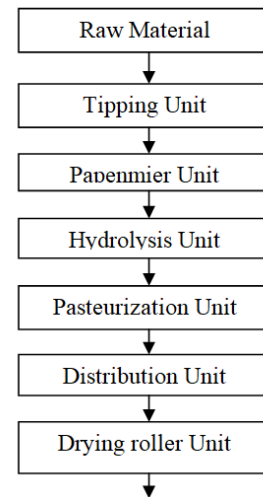 Raw Material
Tipping Unit
Papenmier Unit
Hydrolysis Unit
Pasteurization Unit
Distribution Unit
Drying roller Unit